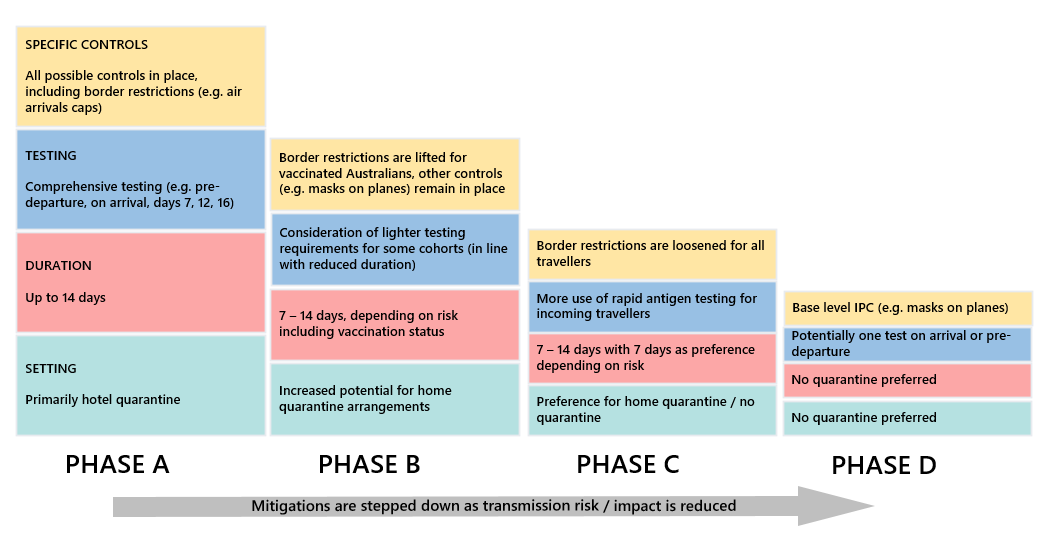 SPECIFIC CONTROLS
All possible controls in place,
including border restrictions (e.g. air
arrivals caps)
TESTING
Comprehensive testing (e.g. pre-
departure, on arrival, days 7, 12, 16)
DURATION
Up to 14 days
SETTING
Primarily hotel quarantine
PHASE A
Border restrictions are lifted for
vaccinated Australians, other controls
(e.g. masks on planes) remain in place
Consideration of lighter testing
requirements for some cohorts (in line
with reduced duration)
7 – 14 days, depending on risk
including vaccination status
Increased potential for home
quarantine arrangements
PHASE B
Border restrictions are loosened for all
travellers
More use of rapid antigen testing for
incoming travellers
7 – 14 days with 7 days as preference
depending on risk
Preference for home quarantine / no
quarantine
PHASE C
Base level IPC (e.g. masks on planes)
Potentially one test on arrival or pre-
departure
No quarantine preferred
No quarantine preferred
PHASE D
Mitigations are stepped down as transmission risk / impact is reduced